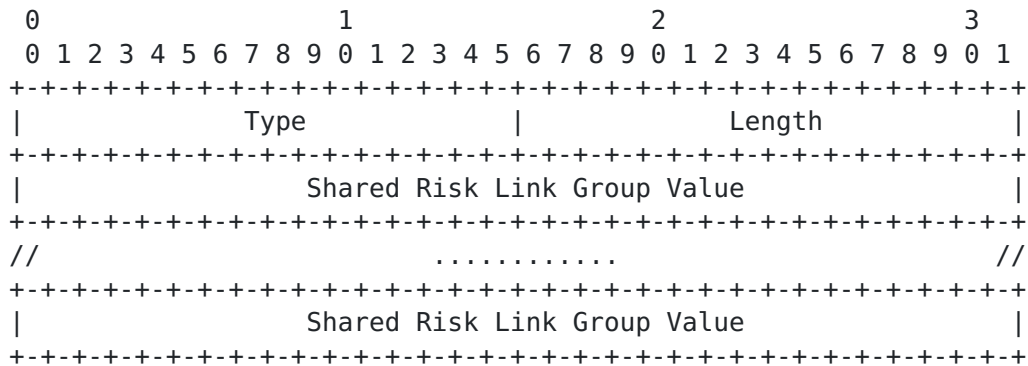 0                   1                   2                   3
 0 1 2 3 4 5 6 7 8 9 0 1 2 3 4 5 6 7 8 9 0 1 2 3 4 5 6 7 8 9 0 1
+-+-+-+-+-+-+-+-+-+-+-+-+-+-+-+-+-+-+-+-+-+-+-+-+-+-+-+-+-+-+-+-+
|              Type             |             Length            |
+-+-+-+-+-+-+-+-+-+-+-+-+-+-+-+-+-+-+-+-+-+-+-+-+-+-+-+-+-+-+-+-+
|                  Shared Risk Link Group Value                 |
+-+-+-+-+-+-+-+-+-+-+-+-+-+-+-+-+-+-+-+-+-+-+-+-+-+-+-+-+-+-+-+-+
//                         ............                        //
+-+-+-+-+-+-+-+-+-+-+-+-+-+-+-+-+-+-+-+-+-+-+-+-+-+-+-+-+-+-+-+-+
|                  Shared Risk Link Group Value                 |
+-+-+-+-+-+-+-+-+-+-+-+-+-+-+-+-+-+-+-+-+-+-+-+-+-+-+-+-+-+-+-+-+